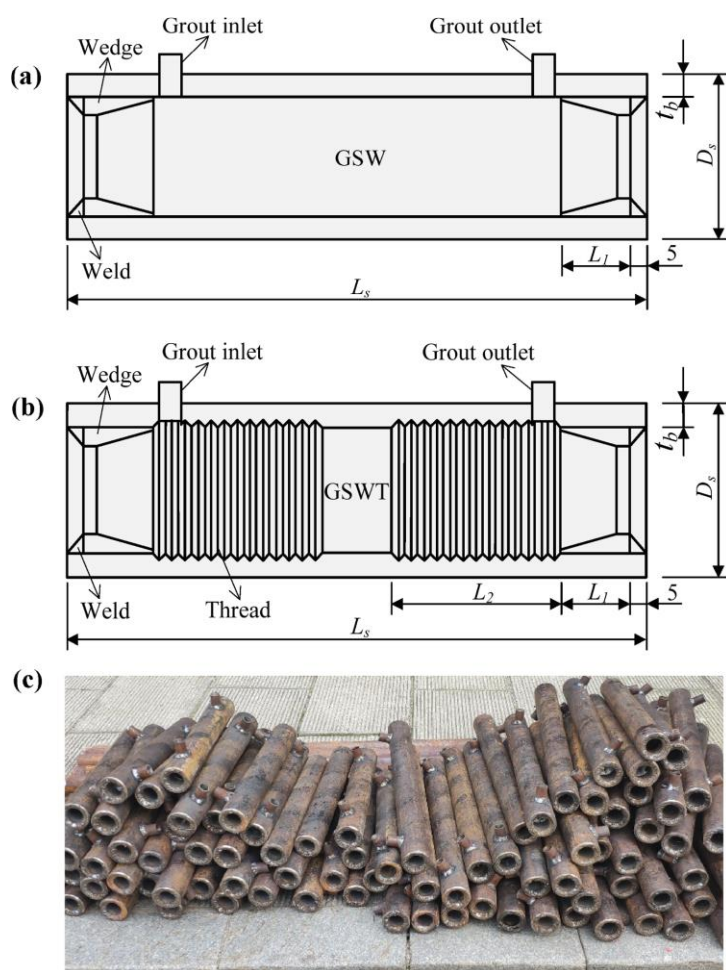 Grout inlet
Grout outlet
Wedge
(a)
t_b
GSW
D_s
L_1
5
Weld
L_s
Grout inlet
Grout outlet
Wedge
(b)
t_b
GSWT
D_s
Weld
Thread
L_2
L_1
5
L_s
(c)